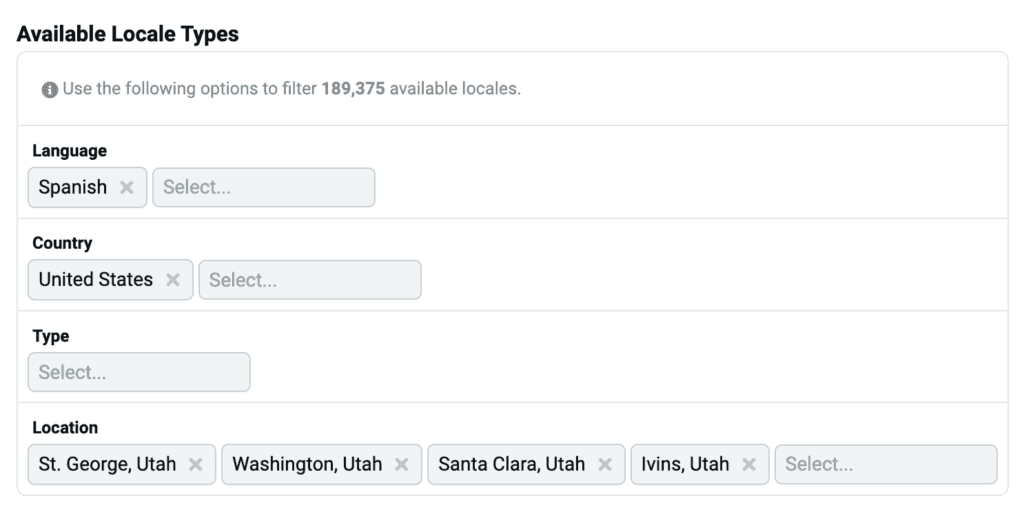 Available Locale Types
Use the following options to filter 189,375 available locales.
Language
Spanish Select...
Country
United States Select...
Type
Select...
Location
St. George, Utah Washington, Utah Santa Clara, Utah Ivins, Utah Select...